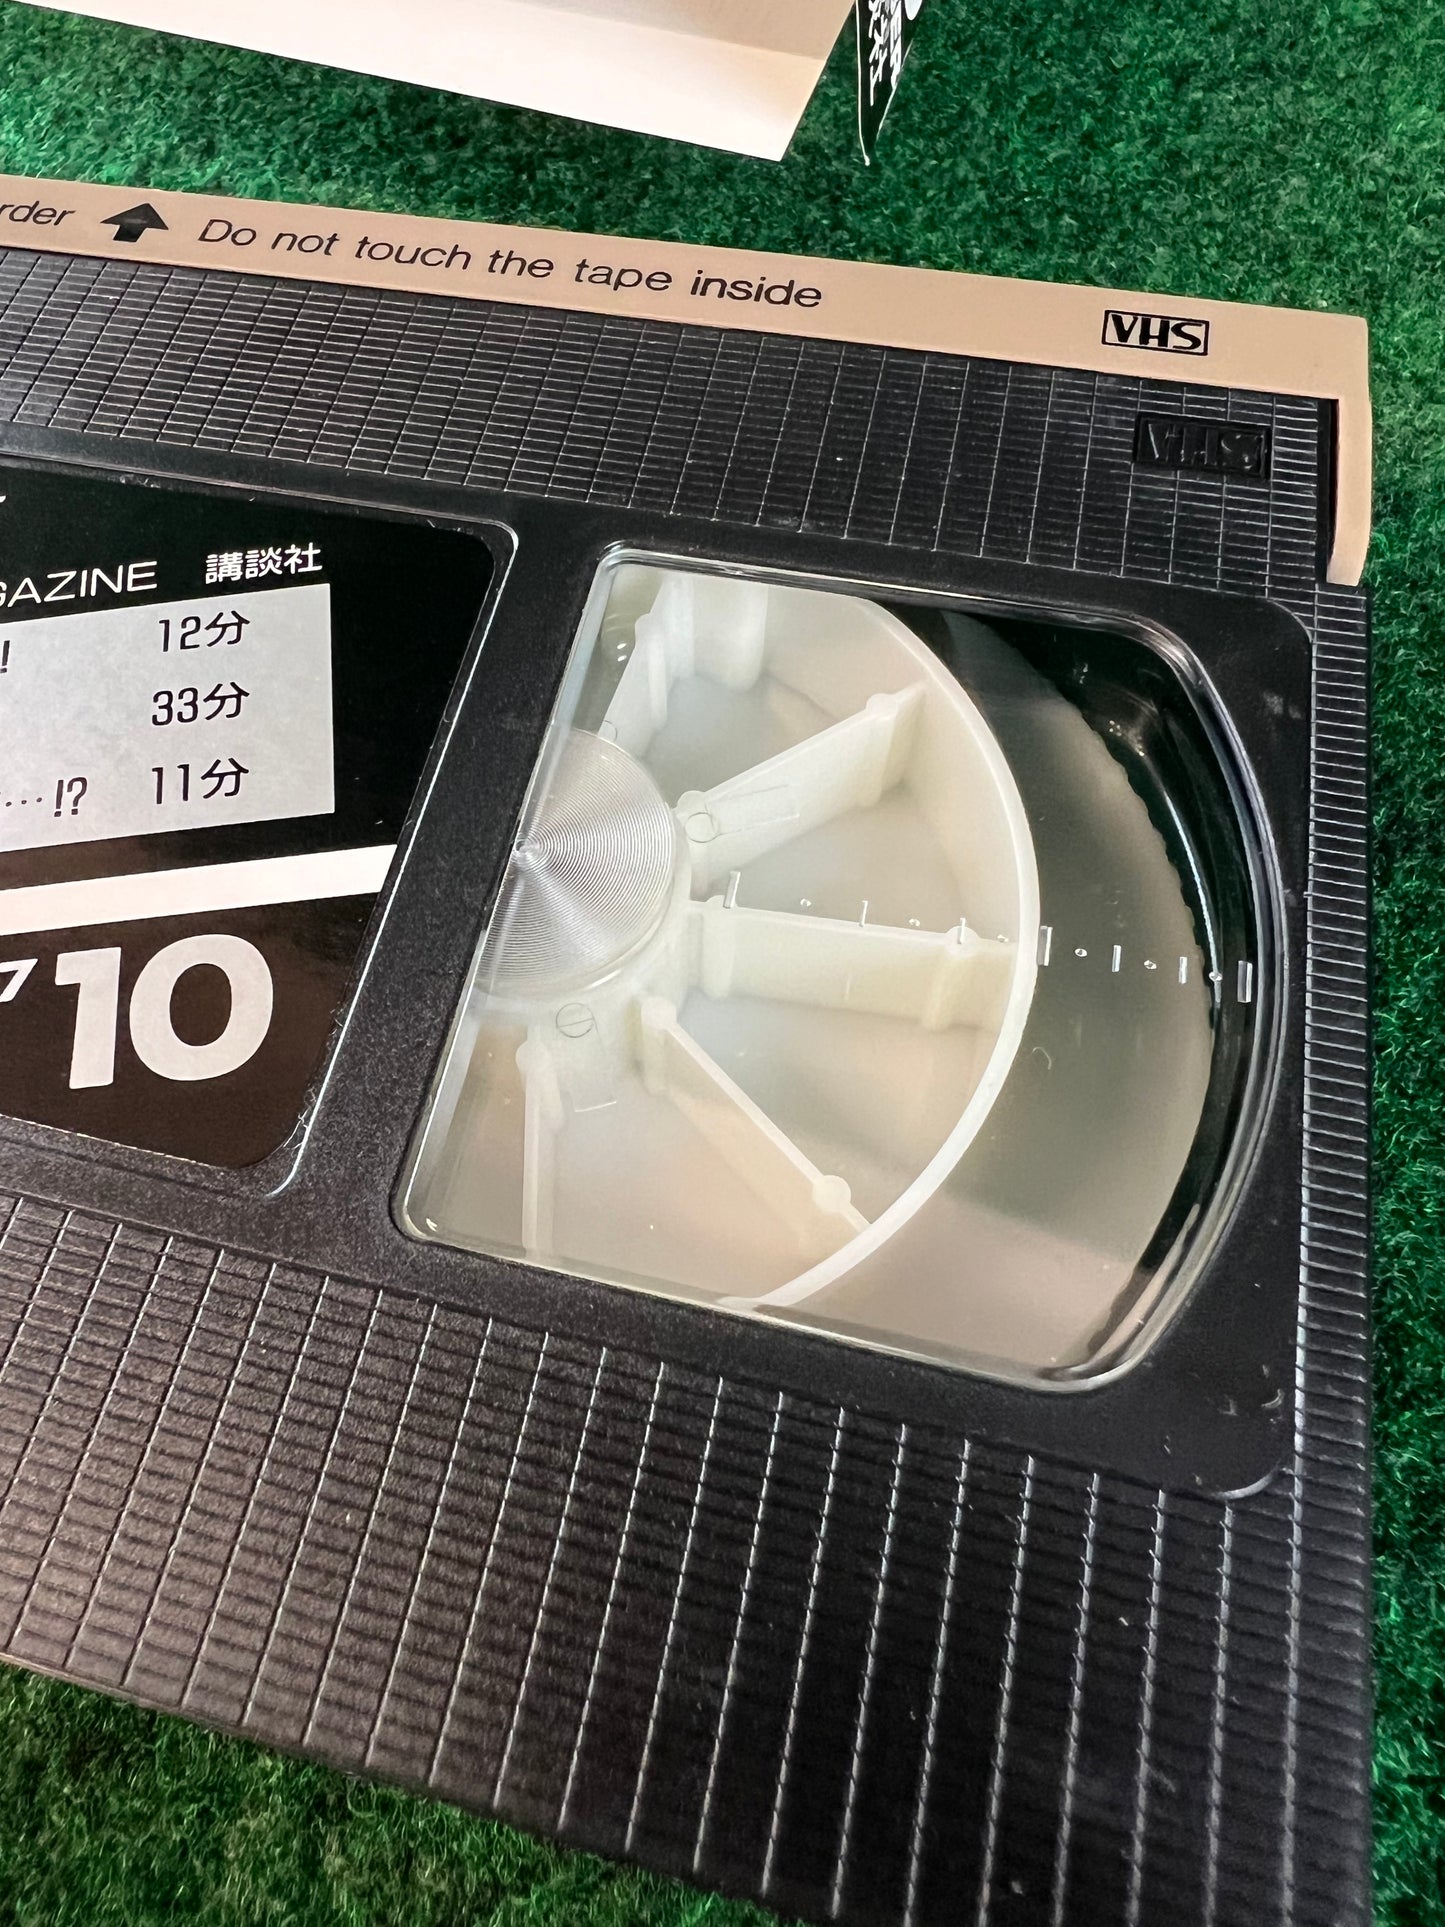 rder ⬆ Do not touch the tape inside
VHS
VHS
GAZINE 講談社
! 12分
33分
…!? 11分
10